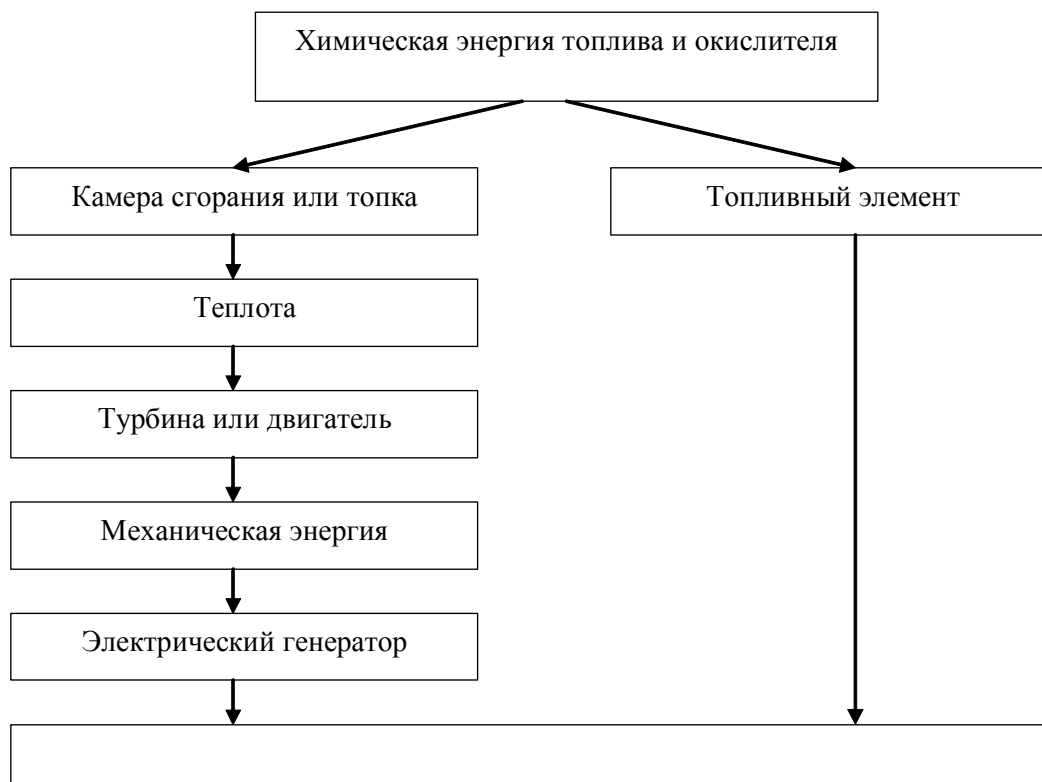 Химическая энергия топлива и окислителя
Камера сгорания или топка
Топливный элемент
Теплота
Турбина или двигатель
Механическая энергия
Электрический генератор